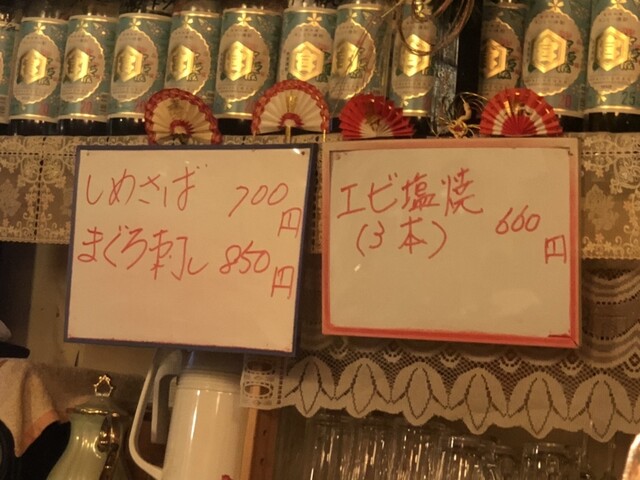 しめさば 700円
まぐろ刺し 850円
エビ塩焼
(3本) 660円